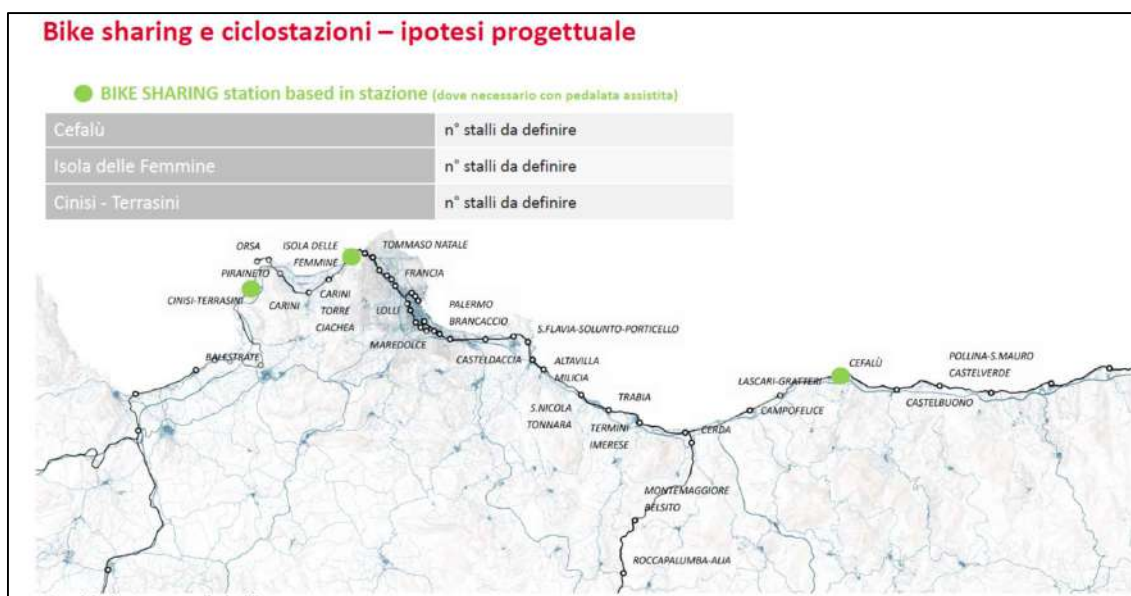 Bike sharing e ciclostazioni – ipotesi progettuale
BIKE SHARING station based in stazione (dove necessario con pedalata assistita)
Cefalù n° stalli da definire
Isola delle Femmine n° stalli da definire
Cinisi - Terrasini n° stalli da definire
ORSA
ISOLA DELLE
FEMMINE
TOMMASO NATALE
PIRAINETO
FRANCIA
CINISI-TERRASINI
CARINI
CARINI
TORRE
CIACHEA
LOLLI
PALERMO
BRANCACCIO
MAREDOLCE
S.FLAVIA-SOLUNTO-PORTICELLO
BALESTRATE
CASTELDACCIA
ALTAVILLA
MILICIA
CEFALÙ
POLLINA-S.MAURO
CASTELVERDE
LASCARI-GRATTERI
S.NICOLA
TONNARA
TRABIA
CAMPOFELICE
CASTELBUONO
TERMINI
IMERESE
CERDA
MONTEMAGGIORE
BELSITO
ROCCAPALUMBA-ALIA